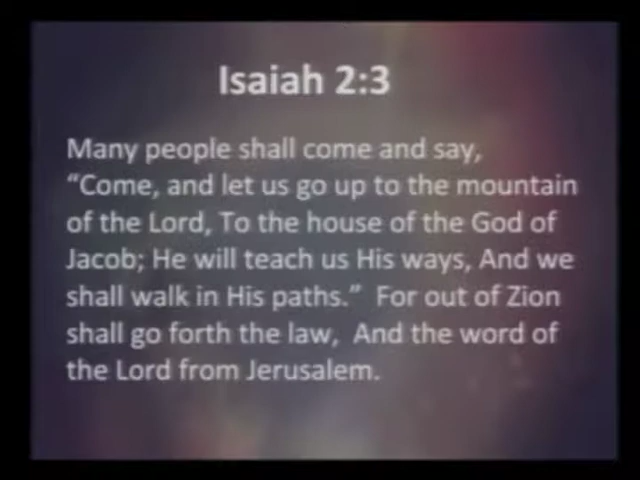 Isaiah 2:3
Many people shall come and say,
“Come, and let us go up to the mountain
of the Lord, To the house of the God of
Jacob; He will teach us His ways, And we
shall walk in His paths.”  For out of Zion
shall go forth the law,  And the word of
the Lord from Jerusalem.